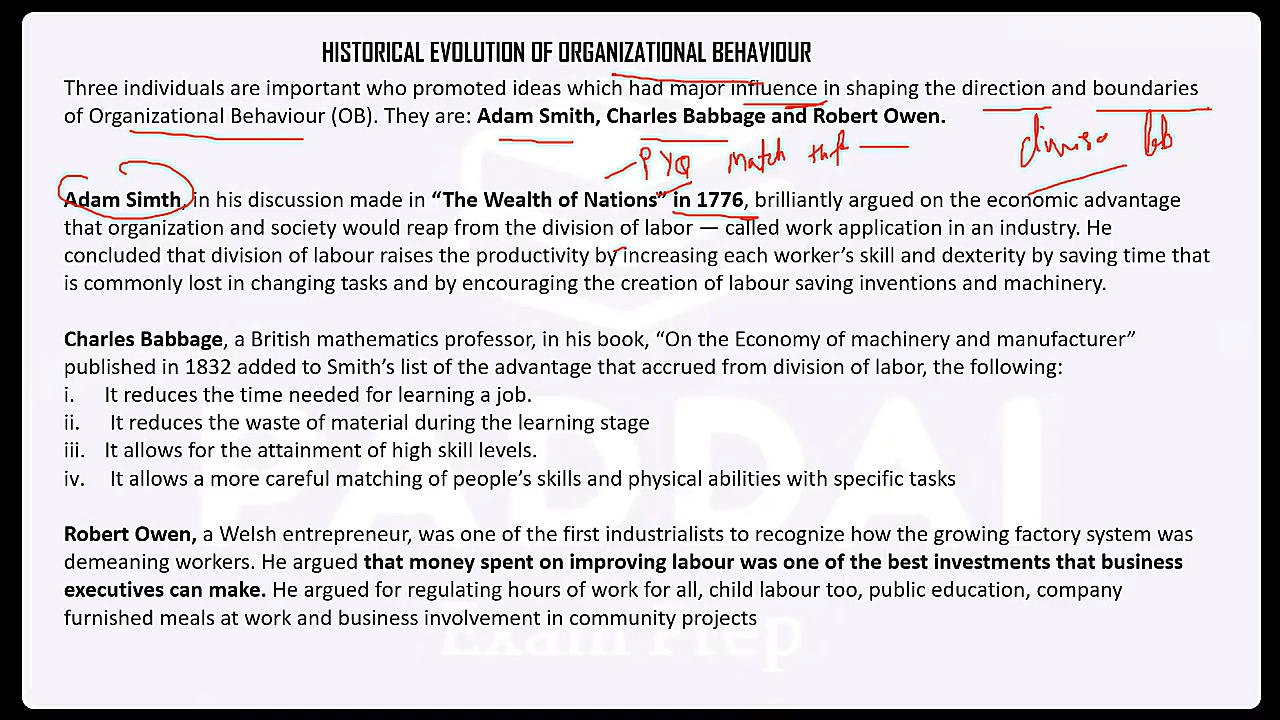 HISTORICAL EVOLUTION OF ORGANIZATIONAL BEHAVIOUR
Three individuals are important who promoted ideas which had major influence in shaping the direction and boundaries
of Organizational Behaviour (OB). They are: Adam Smith, Charles Babbage and Robert Owen.
PYQ Match the
Adam Simth, in his discussion made in “The Wealth of Nations” in 1776, brilliantly argued on the economic advantage
that organization and society would reap from the division of labor — called work application in an industry. He
concluded that division of labour raises the productivity by increasing each worker’s skill and dexterity by saving time that
is commonly lost in changing tasks and by encouraging the creation of labour saving inventions and machinery.
Charles Babbage, a British mathematics professor, in his book, “On the Economy of machinery and manufacturer”
published in 1832 added to Smith’s list of the advantage that accrued from division of labor, the following:
i. It reduces the time needed for learning a job.
ii. It reduces the waste of material during the learning stage
iii. It allows for the attainment of high skill levels.
iv. It allows a more careful matching of people’s skills and physical abilities with specific tasks
Robert Owen, a Welsh entrepreneur, was one of the first industrialists to recognize how the growing factory system was
demeaning workers. He argued that money spent on improving labour was one of the best investments that business
executives can make. He argued for regulating hours of work for all, child labour too, public education, company
furnished meals at work and business involvement in community projects
PADDAI
Exam Prep